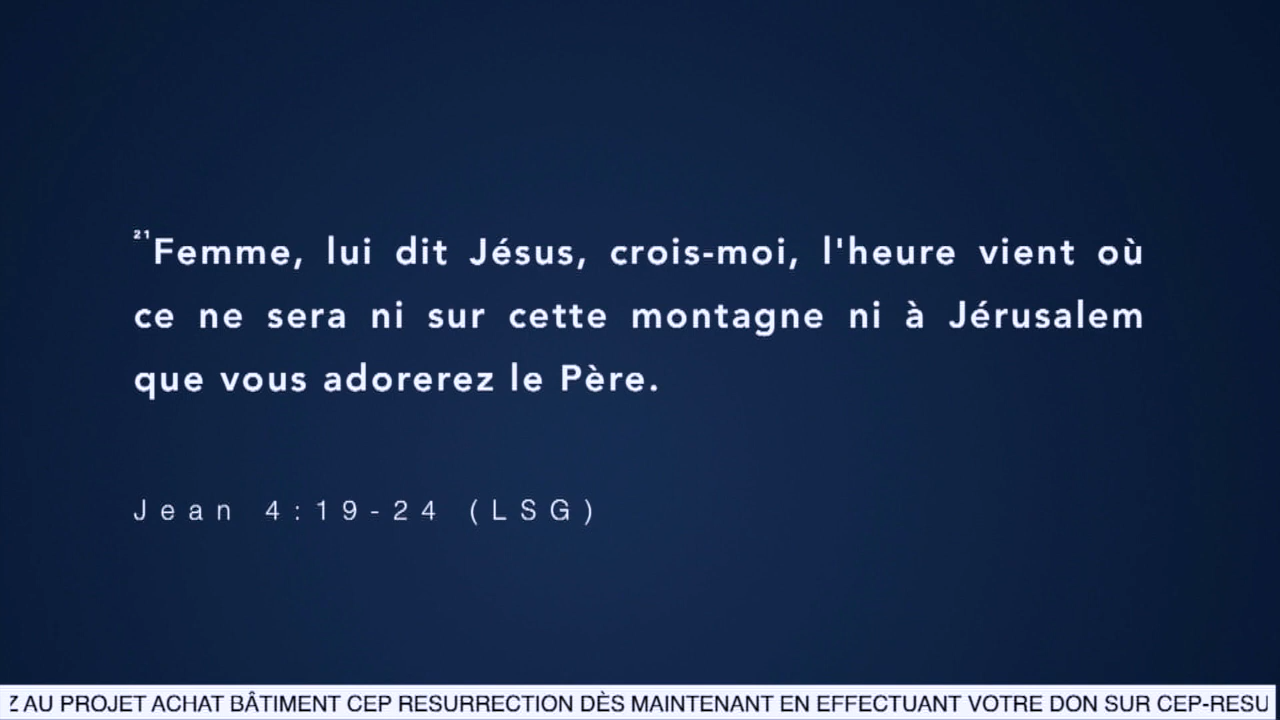 ²¹Femme, lui dit Jésus, crois-moi, l'heure vient où
ce ne sera ni sur cette montagne ni à Jérusalem
que vous adorerez le Père.
Jean 4:19-24 (LSG)
Z AU PROJET ACHAT BÂTIMENT CEP RESURRECTION DÈS MAINTENANT EN EFFECTUANT VOTRE DON SUR CEP-RESU